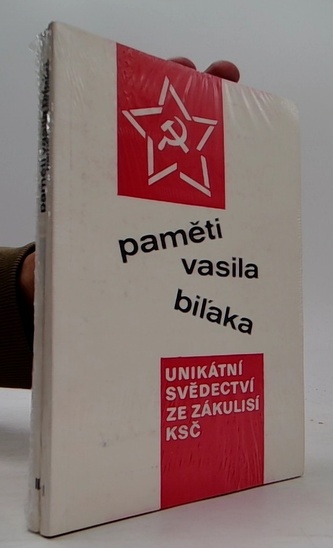 paměti
vasila
biľaka
UNIKÁTNÍ
SVĚDECTVÍ
ZE ZÁKULISÍ
KSČ